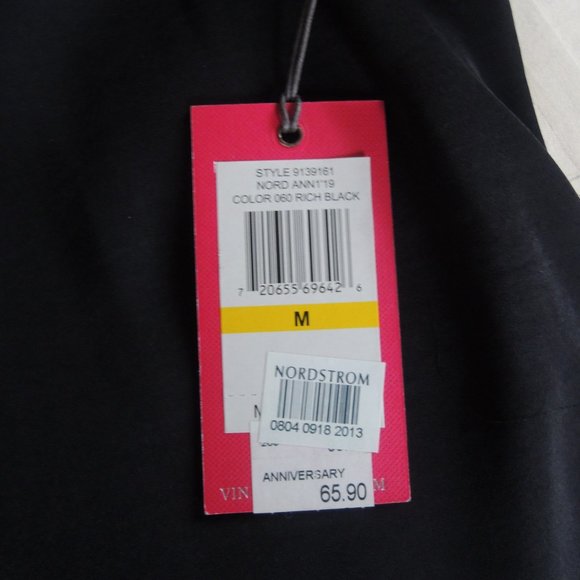 STYLE 9139161
NORD ANN1'19
COLOR 060 RICH BLACK
7 20655 69642 6
M
NORDSTROM
0804 0918 2013
ANNIVERSARY
65.90
VIN M